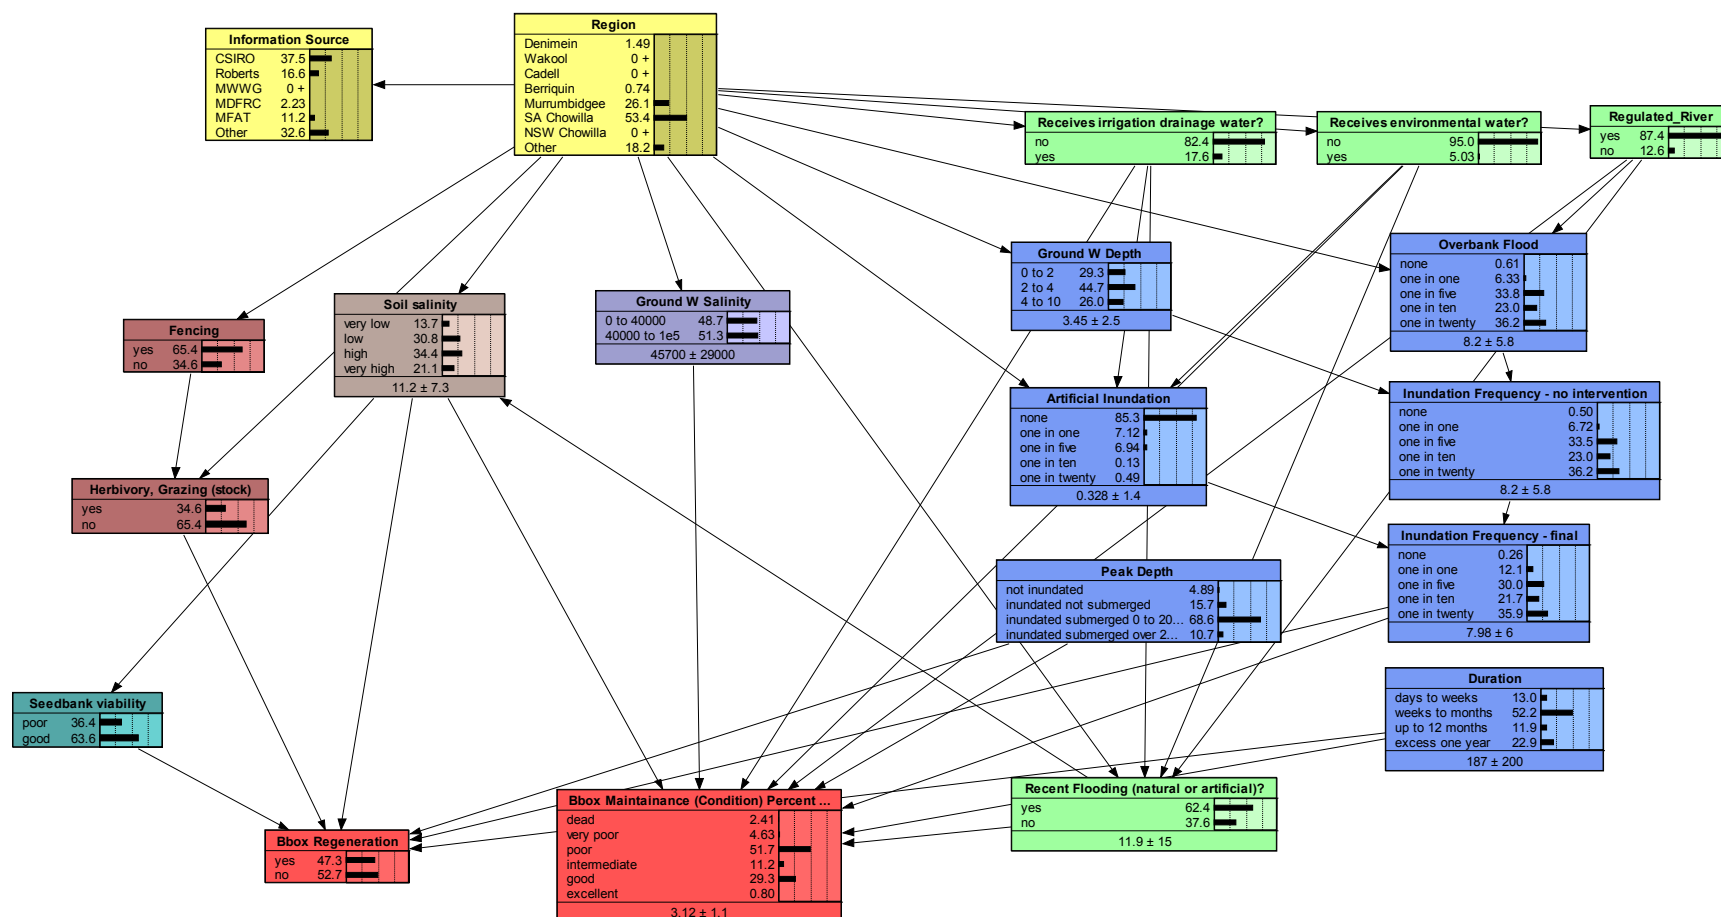 Information Source
CSIRO 37.5
Roberts 16.6
MWWG 0 +
MDFRC 2.23
MFAT 11.2
Other 32.6
Region
Denimein 1.49
Wakool 0 +
Cadell 0 +
Berriquin 0.74
Murrumbidgee 26.1
SA Chowilla 53.4
NSW Chowilla 0 +
Other 18.2
Receives irrigation drainage water?
no 82.4
yes 17.6
Receives environmental water?
no 95.0
yes 5.03
Regulated_River
yes 87.4
no 12.6
Ground W Depth
0 to 2 29.3
2 to 4 44.7
4 to 10 26.0
3.45 ± 2.5
Overbank Flood
none 0.61
one in one 6.33
one in five 33.8
one in ten 23.0
one in twenty 36.2
8.2 ± 5.8
Fencing
yes 65.4
no 34.6
Soil salinity
very low 13.7
low 30.8
high 34.4
very high 21.1
11.2 ± 7.3
Ground W Salinity
0 to 40000 48.7
40000 to 1e5 51.3
45700 ± 29000
Artificial Inundation
none 85.3
one in one 7.12
one in five 6.94
one in ten 0.13
one in twenty 0.49
0.328 ± 1.4
Inundation Frequency - no intervention
none 0.50
one in one 6.72
one in five 33.5
one in ten 23.0
one in twenty 36.2
8.2 ± 5.8
Herbivory, Grazing (stock)
yes 34.6
no 65.4
Inundation Frequency - final
none 0.26
one in one 12.1
one in five 30.0
one in ten 21.7
one in twenty 35.9
7.98 ± 6
Peak Depth
not inundated 4.89
inundated not submerged 15.7
inundated submerged 0 to 20... 68.6
inundated submerged over 2... 10.7
Duration
days to weeks 13.0
weeks to months 52.2
up to 12 months 11.9
excess one year 22.9
187 ± 200
Seedbank viability
poor 36.4
good 63.6
Recent Flooding (natural or artificial)?
yes 62.4
no 37.6
11.9 ± 15
Bbox Maintainance (Condition) Percent ...
dead 2.41
very poor 4.63
poor 51.7
intermediate 11.2
good 29.3
excellent 0.80
3.12 ± 1.1
Bbox Regeneration
yes 47.3
no 52.7